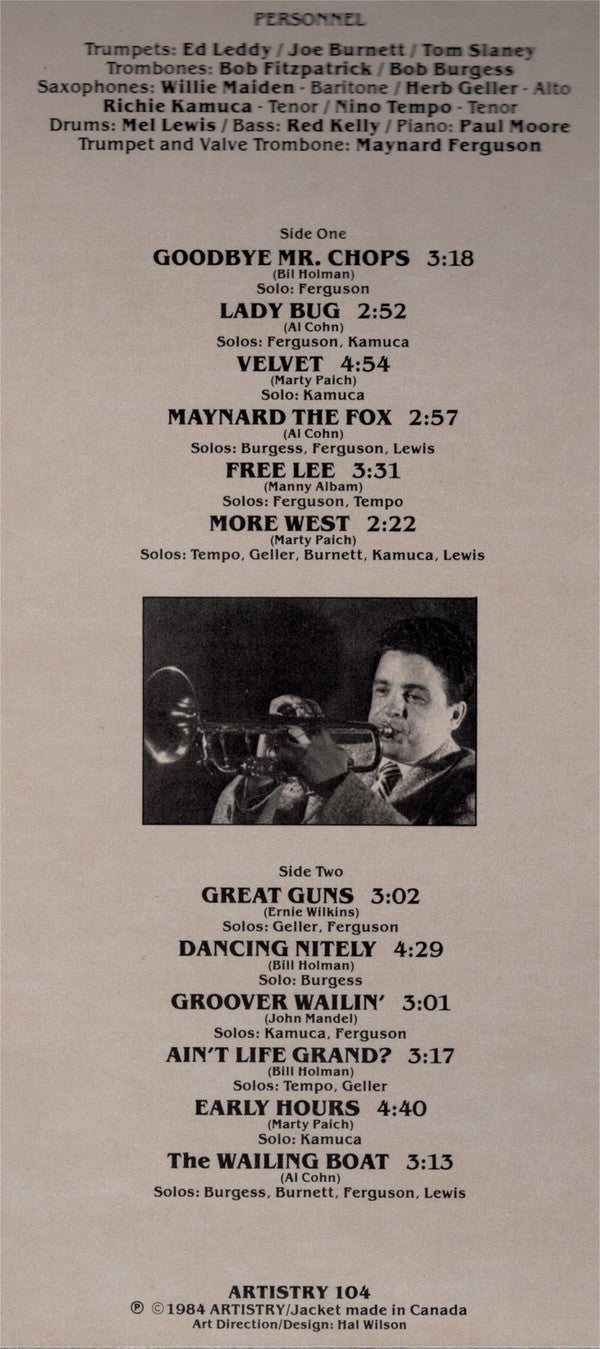 PERSONNEL
Trumpets: Ed Leddy / Joe Burnett / Tom Slaney
Trombones: Bob Fitzpatrick / Bob Burgess
Saxophones: Willie Maiden - Baritone / Herb Geller - Alto
Richie Kamuca - Tenor / Nino Tempo - Tenor
Drums: Mel Lewis / Bass: Red Kelly / Piano: Paul Moore
Trumpet and Valve Trombone: Maynard Ferguson
Side One
GOODBYE MR. CHOPS 3:18
(Bil Holman)
Solo: Ferguson
LADY BUG 2:52
(Al Cohn)
Solos: Ferguson, Kamuca
VELVET 4:54
(Marty Paich)
Solo: Kamuca
MAYNARD THE FOX 2:57
(Al Cohn)
Solos: Burgess, Ferguson, Lewis
FREE LEE 3:31
(Manny Albam)
Solos: Ferguson, Tempo
MORE WEST 2:22
(Marty Paich)
Solos: Tempo, Geller, Burnett, Kamuca, Lewis
Side Two
GREAT GUNS 3:02
(Ernie Wilkins)
Solos: Geller, Ferguson
DANCING NITELY 4:29
(Bill Holman)
Solo: Burgess
GROOVER WAILIN' 3:01
(John Mandel)
Solos: Kamuca, Ferguson
AIN'T LIFE GRAND? 3:17
(Bill Holman)
Solos: Tempo, Geller
EARLY HOURS 4:40
(Marty Paich)
Solo: Kamuca
The WAILING BOAT 3:13
(Al Cohn)
Solos: Burgess, Burnett, Ferguson, Lewis
ARTISTRY 104
℗ ©1984 ARTISTRY/Jacket made in Canada
Art Direction/Design: Hal Wilson